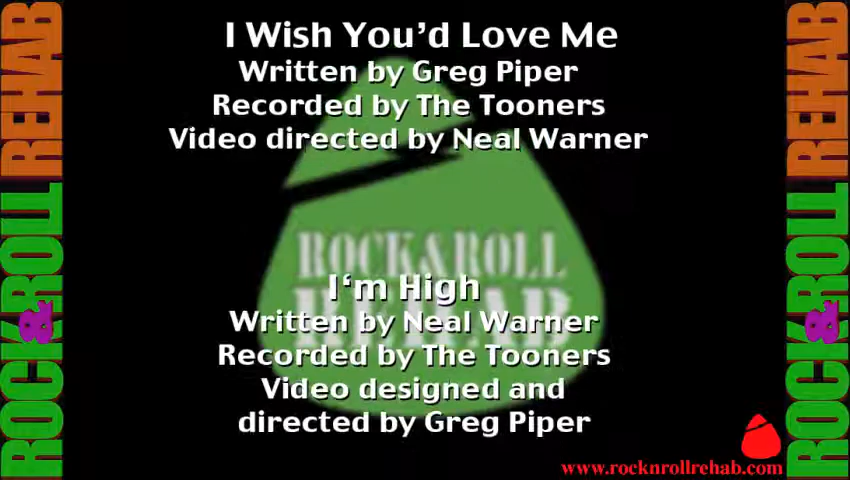 I Wish You'd Love Me
Written by Greg Piper
Recorded by The Tooners
Video directed by Neal Warner
ROCK&ROLL
REHAB
I‘m High
Written by Neal Warner
Recorded by The Tooners
Video designed and
directed by Greg Piper
www.rocknrollrehab.com
ROCK&ROLL REHAB
ROCK&ROLL REHAB